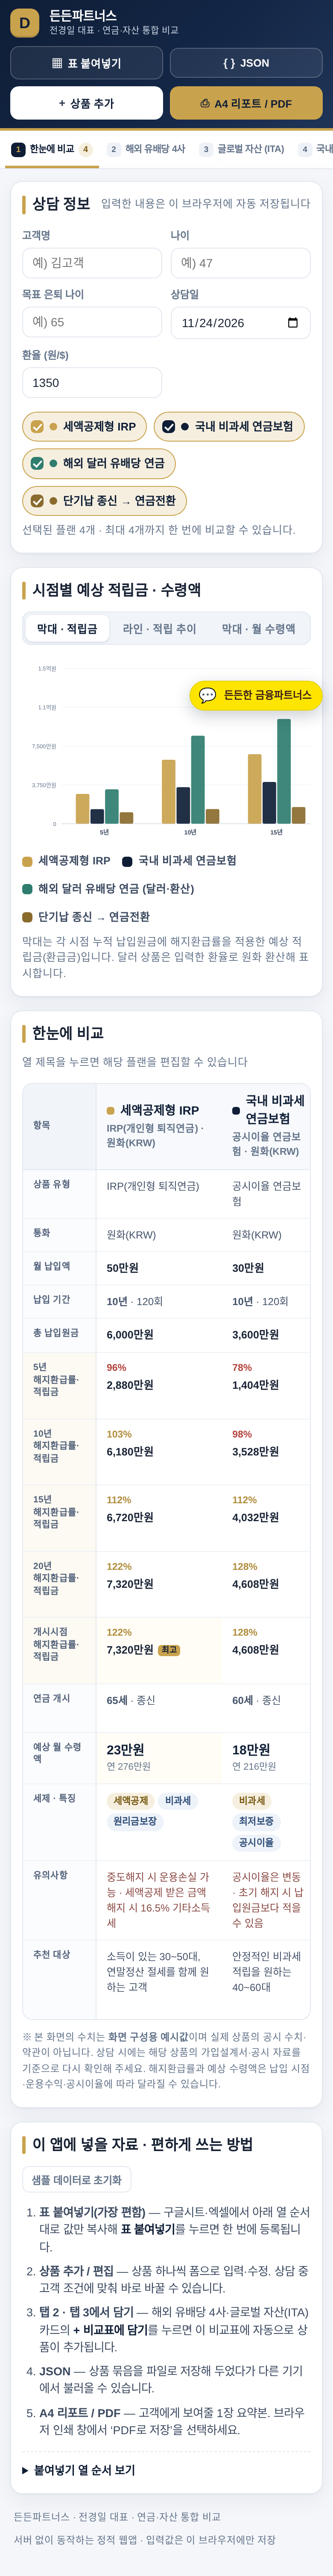 D
든든파트너스
전경일 대표 · 연금·자산 통합 비교
▦ 표 붙여넣기
{ } JSON
+ 상품 추가
⎙ A4 리포트 / PDF
1 한눈에 비교 4
2 해외 유배당 4사
3 글로벌 자산 (ITA)
4 국내
상담 정보
입력한 내용은 이 브라우저에 자동 저장됩니다
고객명
나이
예) 김고객
예) 47
목표 은퇴 나이
상담일
예) 65
11/24/2026
환율 (원/$)
1350
세액공제형 IRP
국내 비과세 연금보험
해외 달러 유배당 연금
단기납 종신 → 연금전환
선택된 플랜 4개 · 최대 4개까지 한 번에 비교할 수 있습니다.
시점별 예상 적립금 · 수령액
막대 · 적립금
라인 · 적립 추이
막대 · 월 수령액
1.5억원
1.1억원
7,500만원
3,750만원
0
5년
10년
15년
💬 든든한 금융파트너스
세액공제형 IRP
국내 비과세 연금보험
해외 달러 유배당 연금 (달러·환산)
단기납 종신 → 연금전환
막대는 각 시점 누적 납입원금에 해지환급률을 적용한 예상 적
립금(환급금)입니다. 달러 상품은 입력한 환율로 원화 환산해 표
시합니다.
한눈에 비교
열 제목을 누르면 해당 플랜을 편집할 수 있습니다
항목
세액공제형 IRP
IRP(개인형 퇴직연금) ·
원화(KRW)
국내 비과세
연금보험
공시이율 연금보
험 · 원화(KRW)
상품 유형
IRP(개인형 퇴직연금)
공시이율 연금보
험
통화
원화(KRW)
원화(KRW)
월 납입액
50만원
30만원
납입 기간
10년 · 120회
10년 · 120회
총 납입원금
6,000만원
3,600만원
5년
해지환급률·
적립금
96%
2,880만원
78%
1,404만원
10년
해지환급률·
적립금
103%
6,180만원
98%
3,528만원
15년
해지환급률·
적립금
112%
6,720만원
112%
4,032만원
20년
해지환급률·
적립금
122%
7,320만원
128%
4,608만원
개시시점
해지환급률·
적립금
122%
7,320만원 최고
128%
4,608만원
연금 개시
65세 · 종신
60세 · 종신
예상 월 수령
액
23만원
연 276만원
18만원
연 216만원
세제 · 특징
세액공제 비과세
원리금보장
비과세
최저보증
공시이율
유의사항
중도해지 시 운용손실 가
능 · 세액공제 받은 금액
해지 시 16.5% 기타소득
세
공시이율은 변동
· 초기 해지 시 납
입원금보다 적을
수 있음
추천 대상
소득이 있는 30~50대,
연말정산 절세를 함께 원
하는 고객
안정적인 비과세
적립을 원하는
40~60대
※ 본 화면의 수치는 화면 구성용 예시값이며 실제 상품의 공시 수치·
약관이 아닙니다. 상담 시에는 해당 상품의 가입설계서·공시 자료를
기준으로 다시 확인해 주세요. 해지환급률과 예상 수령액은 납입 시점
·운용수익·공시이율에 따라 달라질 수 있습니다.
이 앱에 넣을 자료 · 편하게 쓰는 방법
샘플 데이터로 초기화
1. 표 붙여넣기(가장 편함) — 구글시트·엑셀에서 아래 열 순서
대로 값만 복사해 표 붙여넣기를 누르면 한 번에 등록됩니
다.
2. 상품 추가 / 편집 — 상품 하나씩 폼으로 입력·수정. 상담 중
고객 조건에 맞춰 바로 바꿀 수 있습니다.
3. 탭 2 · 탭 3에서 담기 — 해외 유배당 4사·글로벌 자산(ITA)
카드의 + 비교표에 담기를 누르면 이 비교표에 자동으로 상
품이 추가됩니다.
4. JSON — 상품 묶음을 파일로 저장해 두었다가 다른 기기
에서 불러올 수 있습니다.
5. A4 리포트 / PDF — 고객에게 보여줄 1장 요약본. 브라우
저 인쇄 창에서 'PDF로 저장'을 선택하세요.
▶ 붙여넣기 열 순서 보기
든든파트너스 · 전경일 대표 · 연금·자산 통합 비교
서버 없이 동작하는 정적 웹앱 · 입력값은 이 브라우저에만 저장